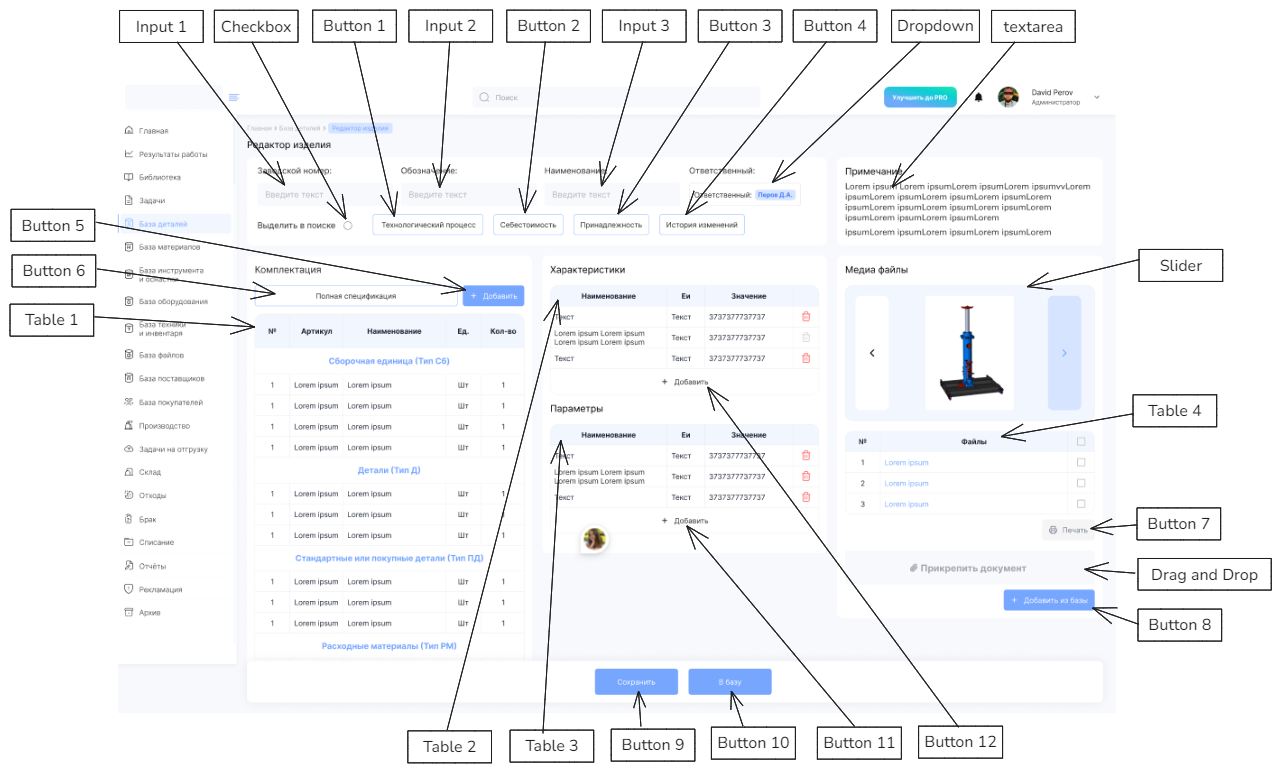 Input 1
Checkbox
Button 1
Input 2
Button 2
Input 3
Button 3
Button 4
Dropdown
textarea
Поиск
Улучшить до PRO
David Perov
Администратор
Главная
Результаты работы
Библиотека
Задачи
База деталей
База материалов
База инструмента
и оснастки
База оборудования
База техники
и инвентаря
База файлов
База поставщиков
База покупателей
Производство
Задачи на отгрузку
Склад
Отходы
Брак
Списание
Отчёты
Рекламация
Архив
Button 5
Button 6
Table 1
Главная > База деталей > Редактор изделия
Редактор изделия
Заводской номер:
Обозначение:
Наименование:
Ответственный:
Введите текст
Введите текст
Введите текст
Ответственный: Перов Д.А.
Выделить в поиске
Технологический процесс
Себестоимость
Принадлежность
История изменений
Примечание
Lorem ipsum Lorem ipsumLorem ipsumLorem ipsumvvLorem
ipsumLorem ipsumLorem ipsumLorem ipsumLorem
ipsumLorem ipsumLorem ipsumLorem ipsumLorem
ipsumLorem ipsumLorem ipsumLorem
ipsumLorem ipsumLorem ipsumLorem ipsumLorem
Комплектация
Полная спецификация
+ Добавить
№ Артикул Наименование Ед. Кол-во
Сборочная единица (Тип Сб)
1 Lorem ipsum Lorem ipsum Шт 1
1 Lorem ipsum Lorem ipsum Шт 1
1 Lorem ipsum Lorem ipsum Шт 1
1 Lorem ipsum Lorem ipsum Шт 1
Детали (Тип Д)
1 Lorem ipsum Lorem ipsum Шт 1
1 Lorem ipsum Lorem ipsum Шт 1
1 Lorem ipsum Lorem ipsum Шт 1
Стандартные или покупные детали (Тип ПД)
1 Lorem ipsum Lorem ipsum Шт 1
1 Lorem ipsum Lorem ipsum Шт 1
1 Lorem ipsum Lorem ipsum Шт 1
Расходные материалы (Тип РМ)
Характеристики
Наименование Еи Значение
Текст Текст 3737377737737
Lorem ipsum Lorem ipsum
Lorem ipsum Lorem ipsum Текст 3737377737737
Текст Текст 3737377737737
+ Добавить
Параметры
Наименование Еи Значение
Текст Текст 3737377737737
Lorem ipsum Lorem ipsum
Lorem ipsum Lorem ipsum Текст 3737377737737
Текст Текст 3737377737737
+ Добавить
Медиа файлы
№ Файлы
1 Lorem ipsum
2 Lorem ipsum
3 Lorem ipsum
Печать
Прикрепить документ
+ Добавить из базы
Slider
Table 4
Button 7
Drag and Drop
Button 8
Сохранить
В базу
Table 2
Table 3
Button 9
Button 10
Button 11
Button 12